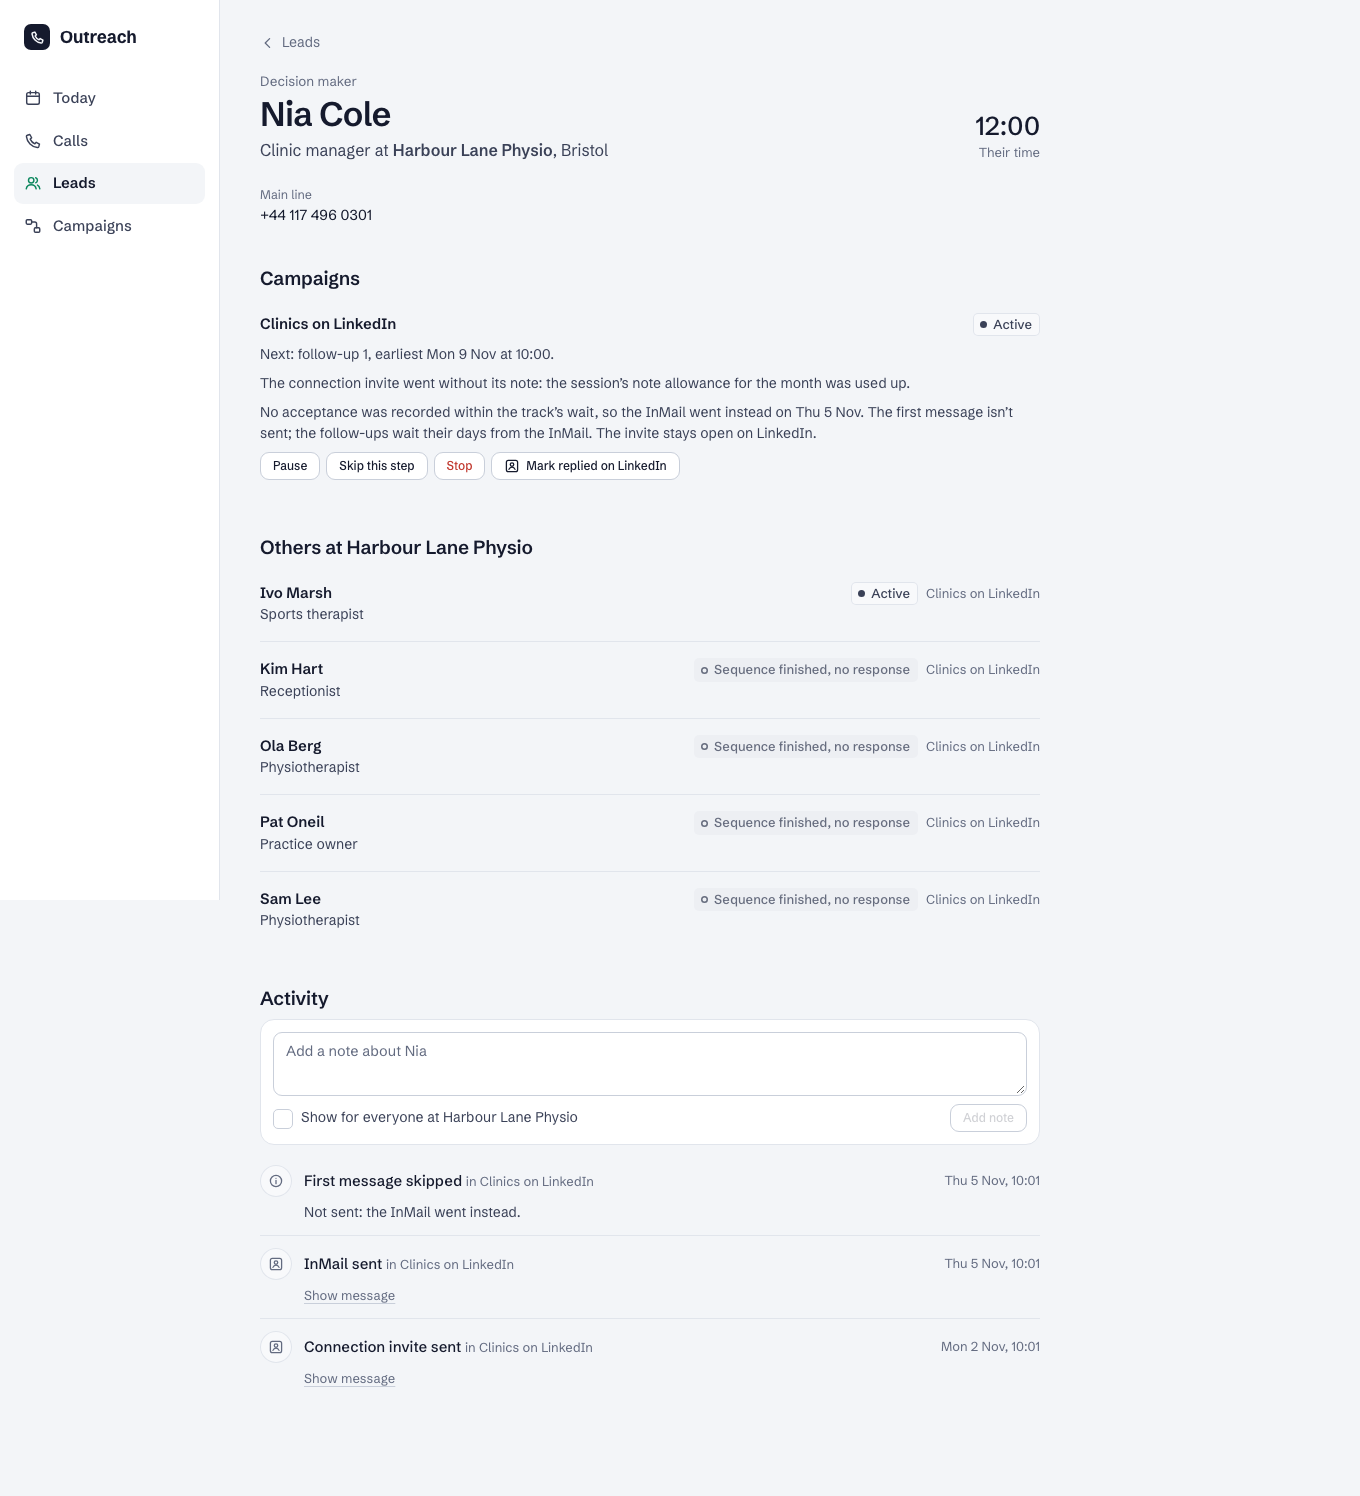 Outreach
Today
Calls
Leads
Campaigns
Leads
Decision maker
Nia Cole
Clinic manager at Harbour Lane Physio, Bristol
12:00
Their time
Main line
+44 117 496 0301
Campaigns
Clinics on LinkedIn
Active
Next: follow-up 1, earliest Mon 9 Nov at 10:00.
The connection invite went without its note: the session’s note allowance for the month was used up.
No acceptance was recorded within the track’s wait, so the InMail went instead on Thu 5 Nov. The first message isn’t
sent; the follow-ups wait their days from the InMail. The invite stays open on LinkedIn.
Pause
Skip this step
Stop
Mark replied on LinkedIn
Others at Harbour Lane Physio
Ivo Marsh
Active
Clinics on LinkedIn
Sports therapist
Kim Hart
Sequence finished, no response
Clinics on LinkedIn
Receptionist
Ola Berg
Sequence finished, no response
Clinics on LinkedIn
Physiotherapist
Pat Oneil
Sequence finished, no response
Clinics on LinkedIn
Practice owner
Sam Lee
Sequence finished, no response
Clinics on LinkedIn
Physiotherapist
Activity
Add a note about Nia
Show for everyone at Harbour Lane Physio
Add note
First message skipped in Clinics on LinkedIn
Thu 5 Nov, 10:01
Not sent: the InMail went instead.
InMail sent in Clinics on LinkedIn
Thu 5 Nov, 10:01
Show message
Connection invite sent in Clinics on LinkedIn
Mon 2 Nov, 10:01
Show message